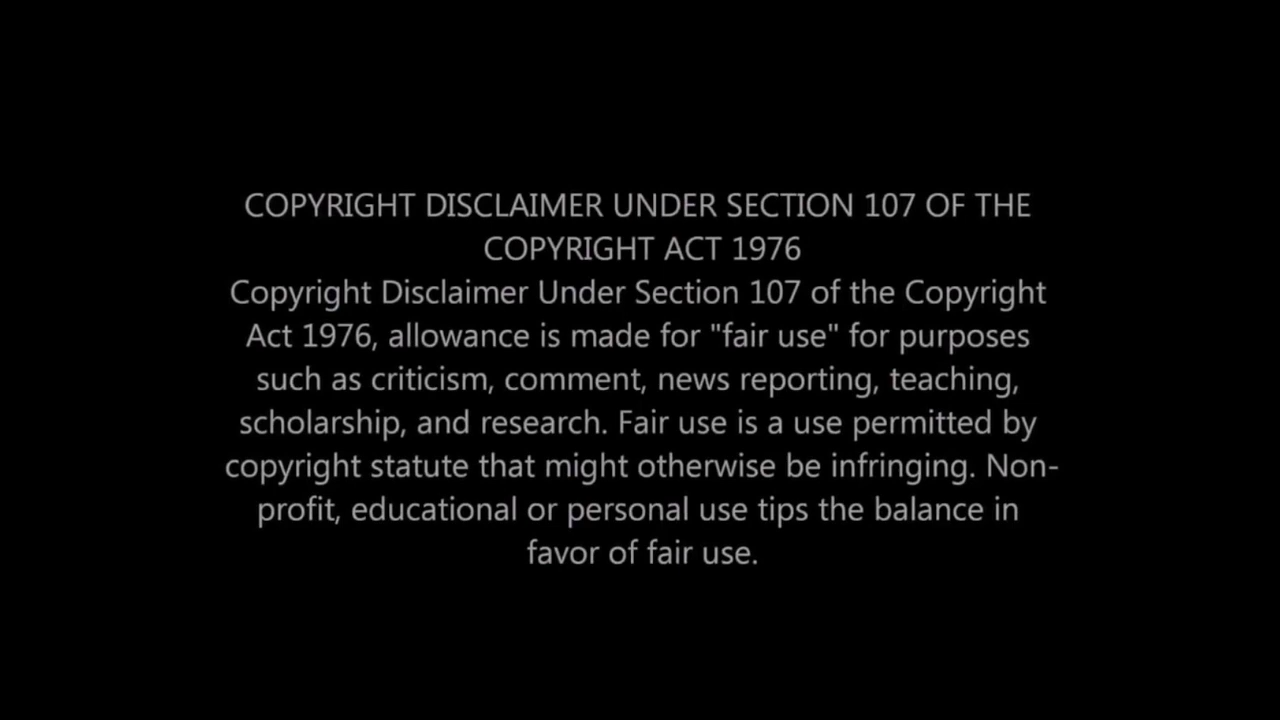 COPYRIGHT DISCLAIMER UNDER SECTION 107 OF THE
COPYRIGHT ACT 1976
Copyright Disclaimer Under Section 107 of the Copyright
Act 1976, allowance is made for "fair use" for purposes
such as criticism, comment, news reporting, teaching,
scholarship, and research. Fair use is a use permitted by
copyright statute that might otherwise be infringing. Non-
profit, educational or personal use tips the balance in
favor of fair use.